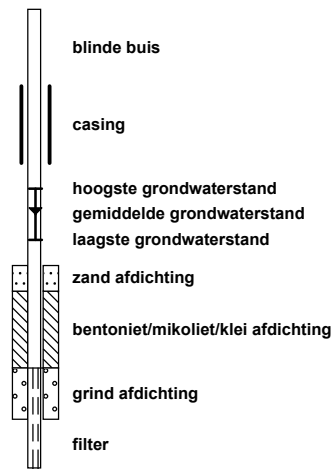 blinde buis
casing
hoogste grondwaterstand
gemiddelde grondwaterstand
laagste grondwaterstand
zand afdichting
bentoniet/mikoliet/klei afdichting
grind afdichting
filter